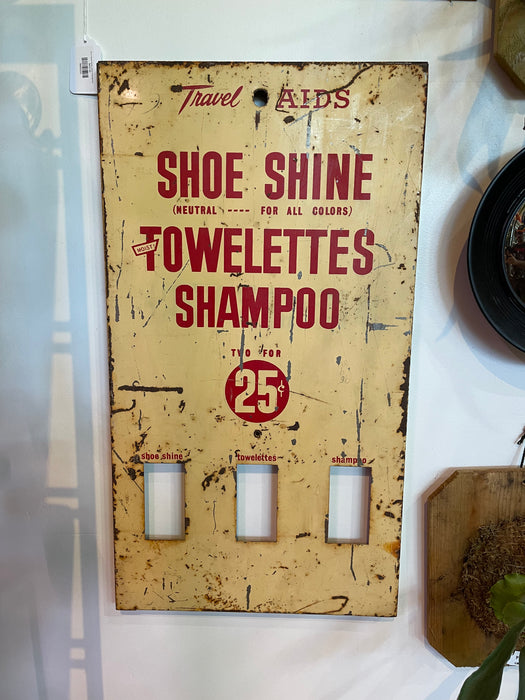 Travel AIDS
SHOE SHINE
(NEUTRAL ---- FOR ALL COLORS)
MOIST
TOWELETTES
SHAMPOO
TWO FOR
25¢
shoe shine towelettes shampoo